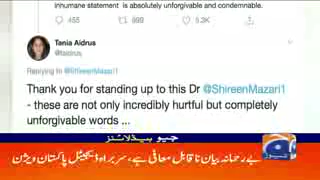 inhumane statement is absolutely unforgivable and condemnable.
455
999
5.3K
Tania Aidrus
@taidrus
Replying to @ShireenMazari1
Thank you for standing up to this Dr @ShireenMazari1
- these are not only incredibly hurtful but completely
unforgivable words ...
جیو ہیڈلائنز
بے رحمانہ بیان ناقابل معافی ہے، سربراہ ڈیجیٹل پاکستان ویژن
جیو
نیوز